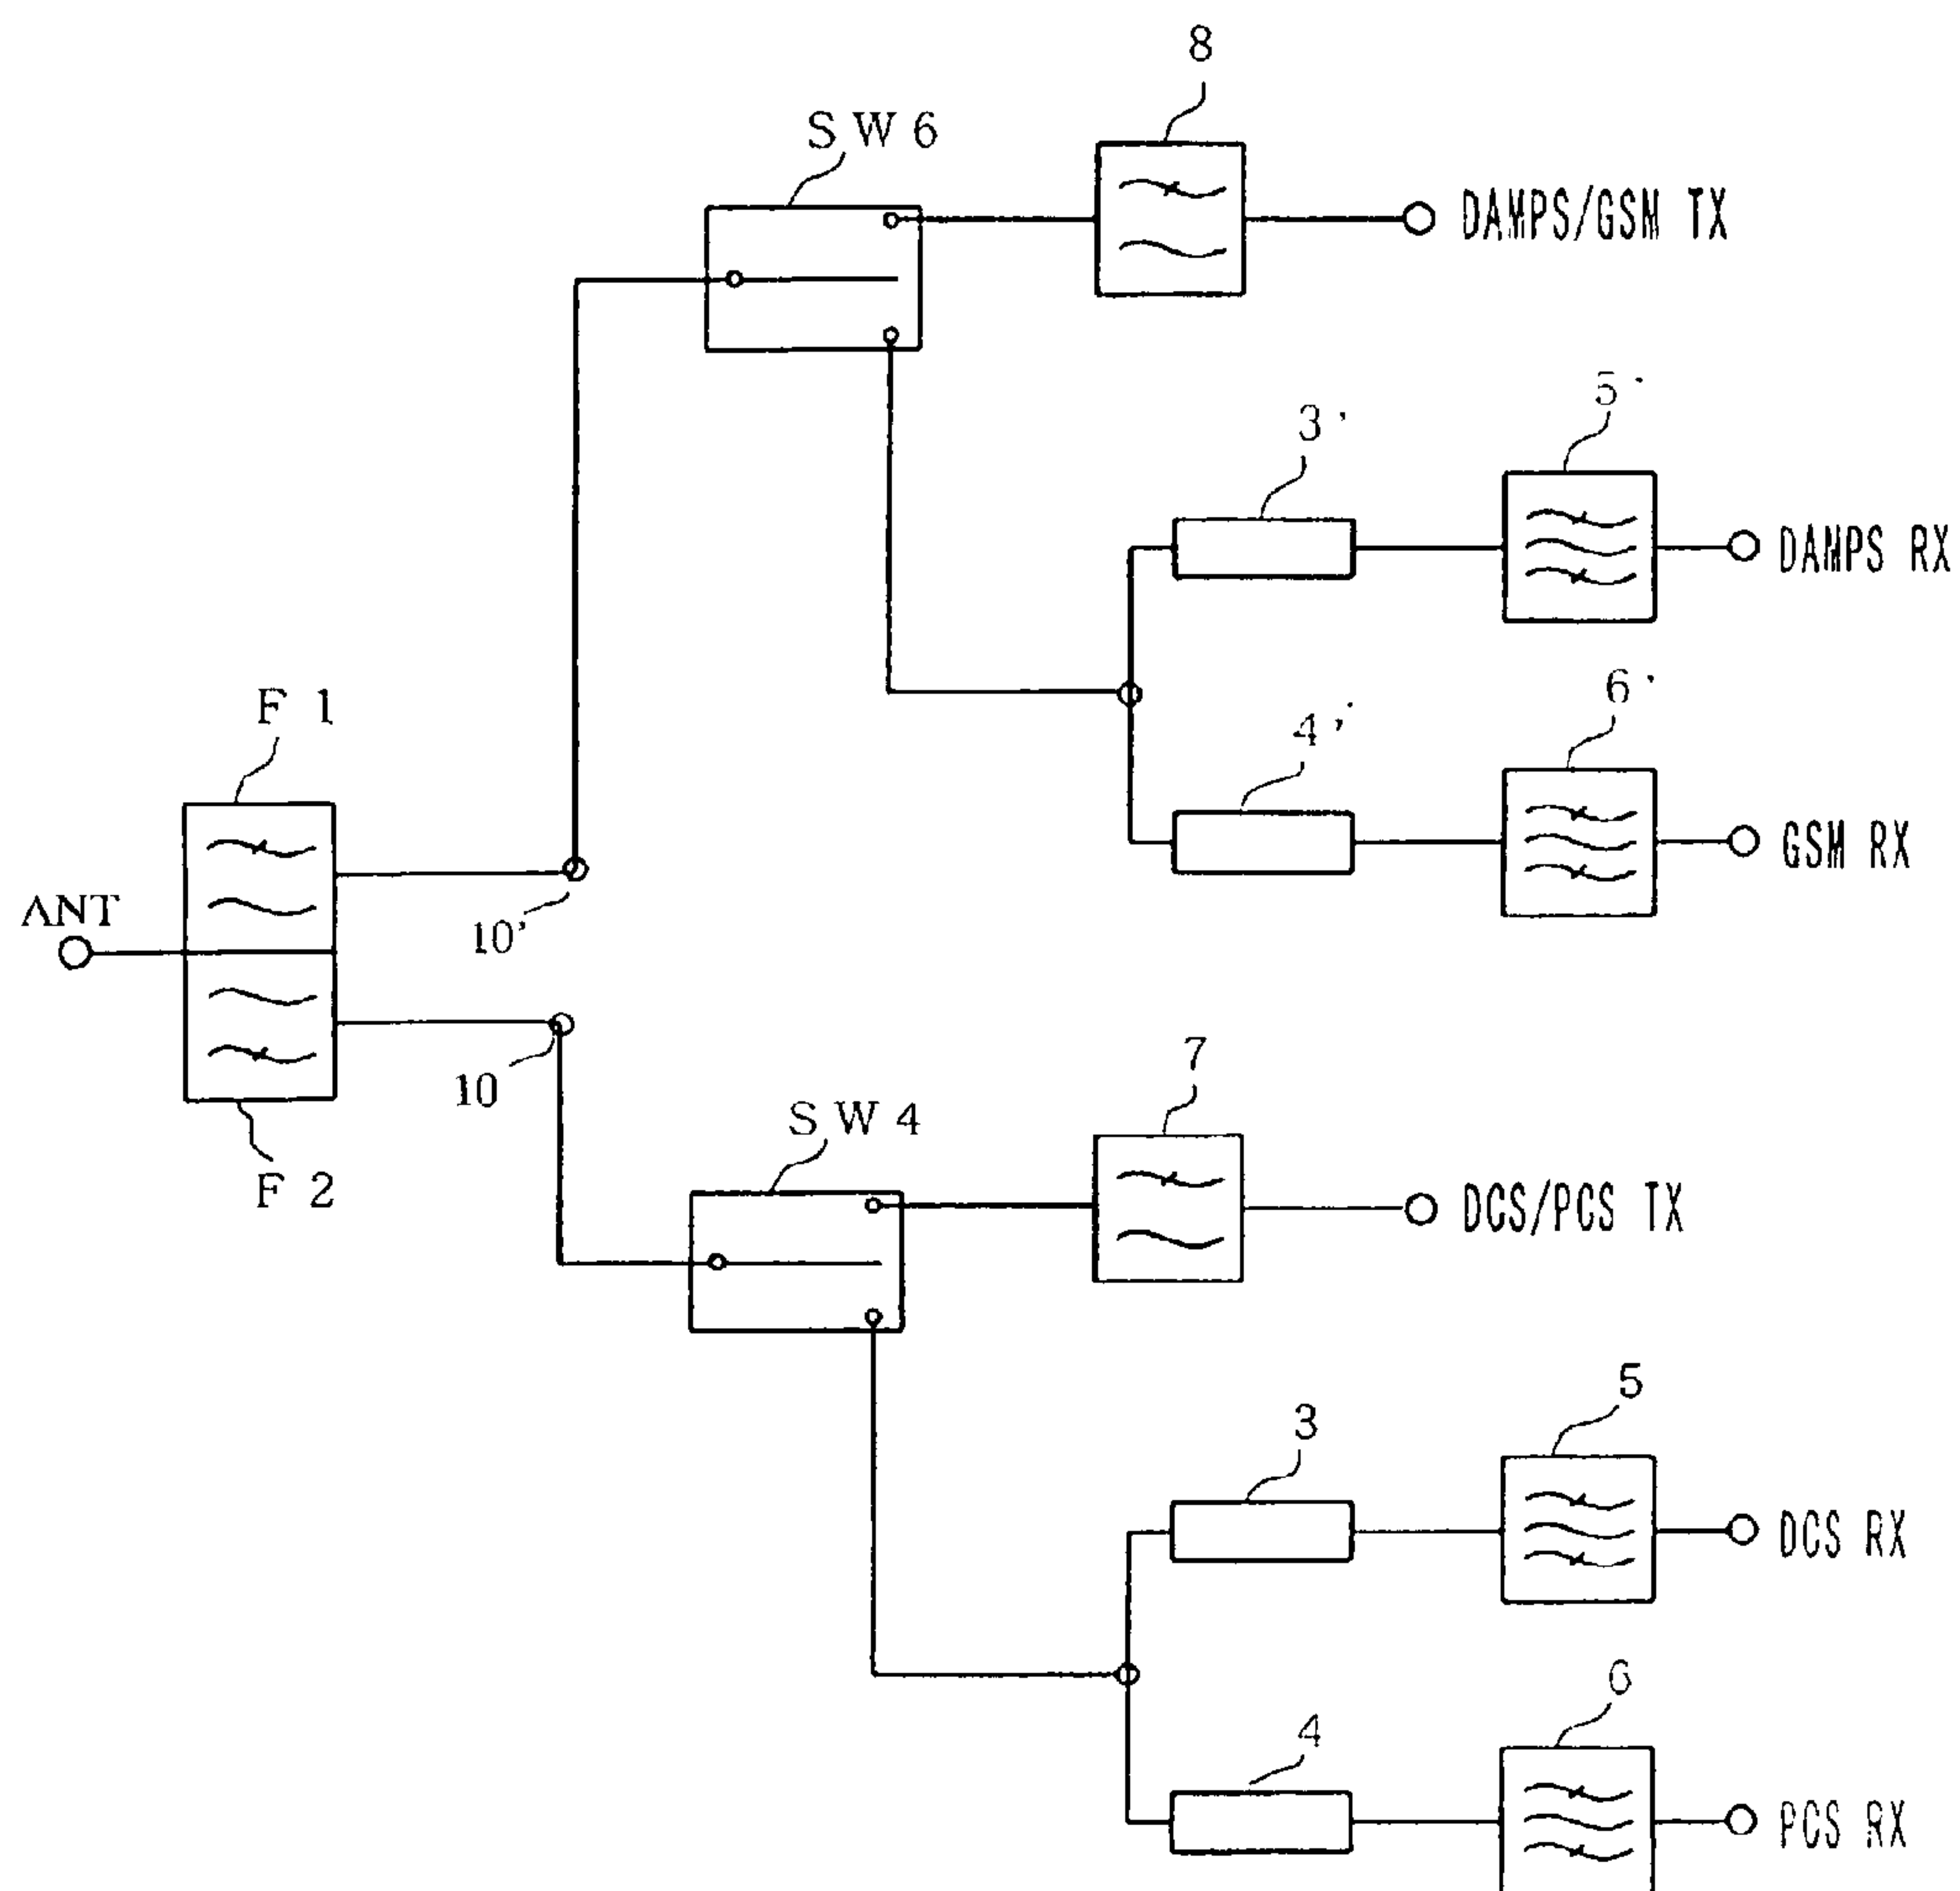 8
SW6
DAMPS/GSM TX
5'
3'
DAMPS RX
6'
F1
4'
GSM RX
ANT
10'
7
10
SW4
F2
DCS/PCS TX
5
3
DCS RX
6
4
PCS RX